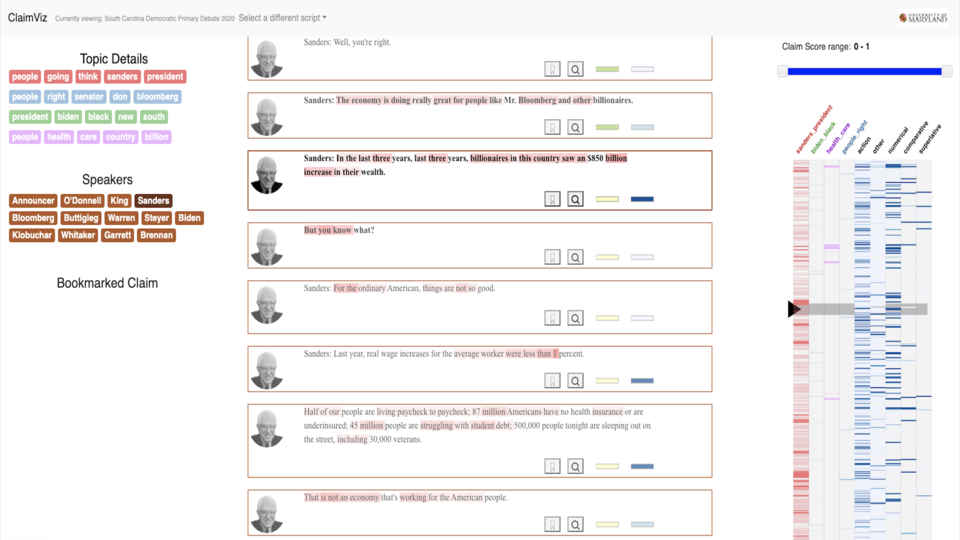 ClaimViz
Currently viewing: South Carolina Democratic Primary Debate 2020
Select a different script
UNIVERSITY OF
MARYLAND
Topic Details
people going think sanders president
people right senator don bloomberg
president biden black new south
people health care country billion
Speakers
Announcer O'Donnell King Sanders
Bloomberg Buttigieg Warren Steyer Biden
Klobuchar Whitaker Garrett Brennan
Bookmarked Claim
Sanders: Well, you're right.
Sanders: The economy is doing really great for people like Mr. Bloomberg and other billionaires.
Sanders: In the last three years, last three years, billionaires in this country saw an $850 billion
increase in their wealth.
But you know what?
Sanders: For the ordinary American, things are not so good.
Sanders: Last year, real wage increases for the average worker were less than 1 percent.
Half of our people are living paycheck to paycheck; 87 million Americans have no health insurance or are
underinsured; 45 million people are struggling with student debt; 500,000 people tonight are sleeping out on
the street, including 30,000 veterans.
That is not an economy that's working for the American people.
Claim Score range: 0 - 1
sanders_president
biden_black
health_care
people_right
action
other
numerical
comparative
superlative